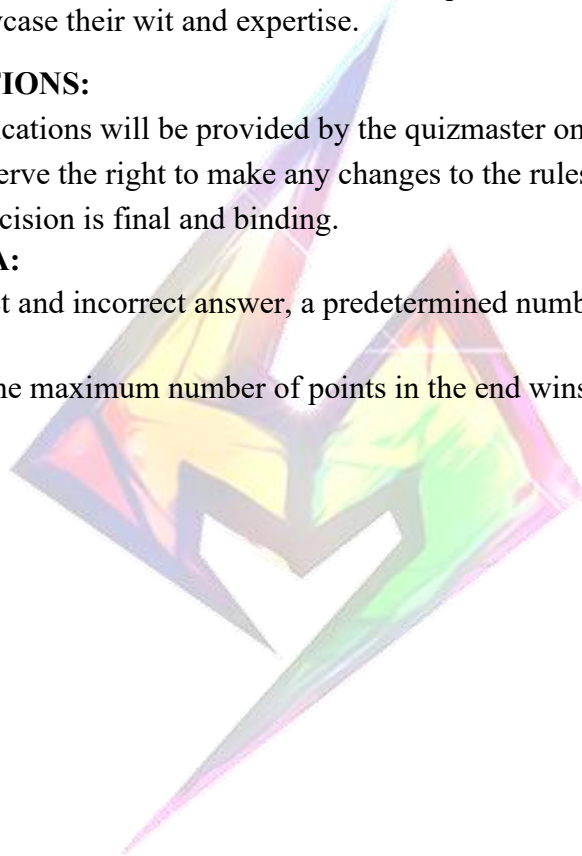 wcase their wit and expertise.
TIONS:
ications will be provided by the quizmaster on
erve the right to make any changes to the rules
cision is final and binding.
A:
t and incorrect answer, a predetermined numb
he maximum number of points in the end wins